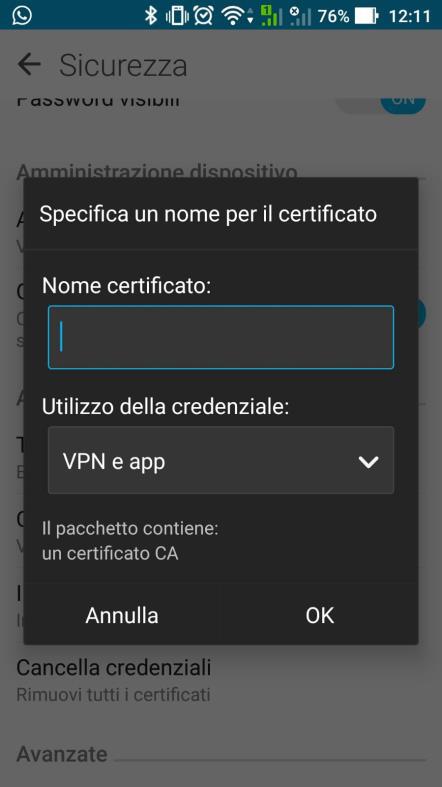 76% 12:11
Sicurezza
Password visibili
ON
Amministrazione dispositivo
Specifica un nome per il certificato
Nome certificato:
Utilizzo della credenziale:
VPN e app
Il pacchetto contiene:
un certificato CA
Annulla OK
Cancella credenziali
Rimuovi tutti i certificati
Avanzate